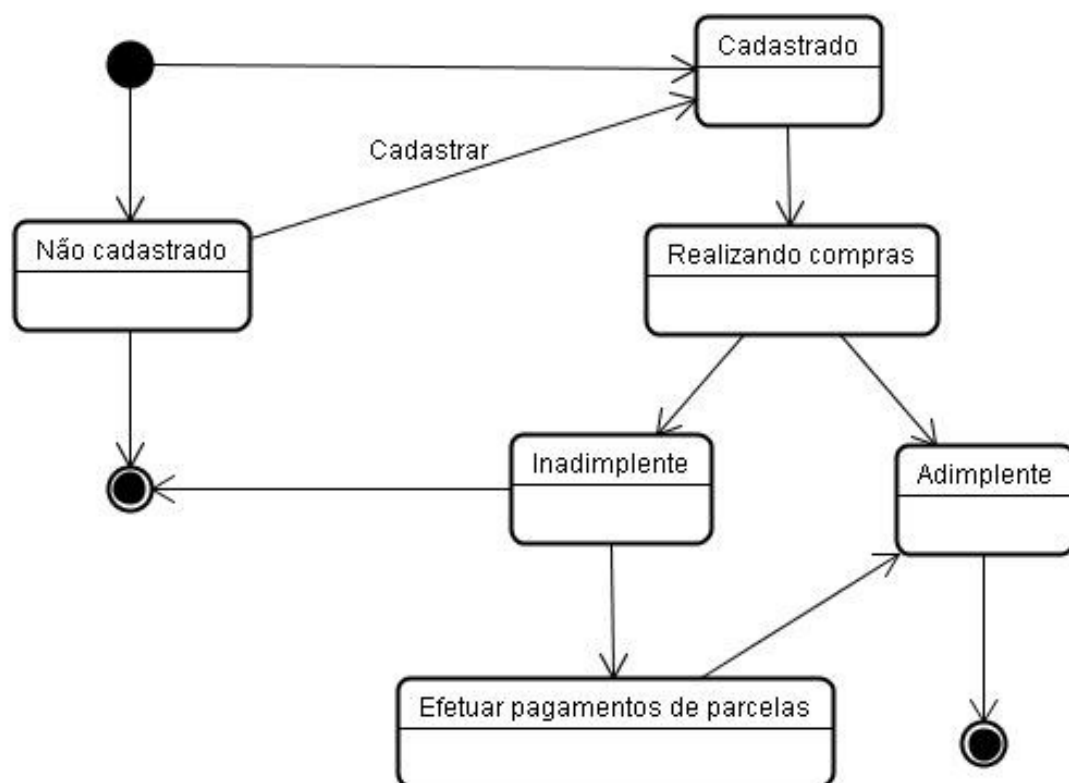 Cadastrado
Cadastrar
Não cadastrado
Realizando compras
Inadimplente
Adimplente
Efetuar pagamentos de parcelas